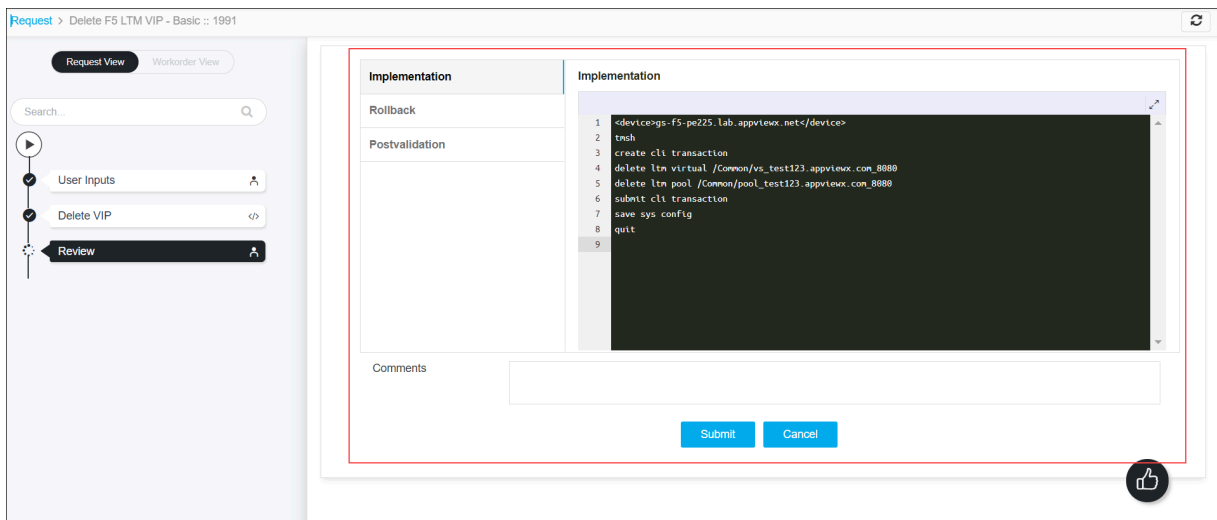 Request > Delete F5 LTM VIP - Basic :: 1991
Request View
Workorder View
Search...
User Inputs
Delete VIP
</>
Review
Implementation
Rollback
Postvalidation
Implementation
1 <device>gs-f5-pe225.lab.appviewx.net</device>
2 tmsh
3 create cli transaction
4 delete ltm virtual /Common/vs_test123.appviewx.com_8080
5 delete ltm pool /Common/pool_test123.appviewx.com_8080
6 submit cli transaction
7 save sys config
8 quit
9
Comments
Submit
Cancel